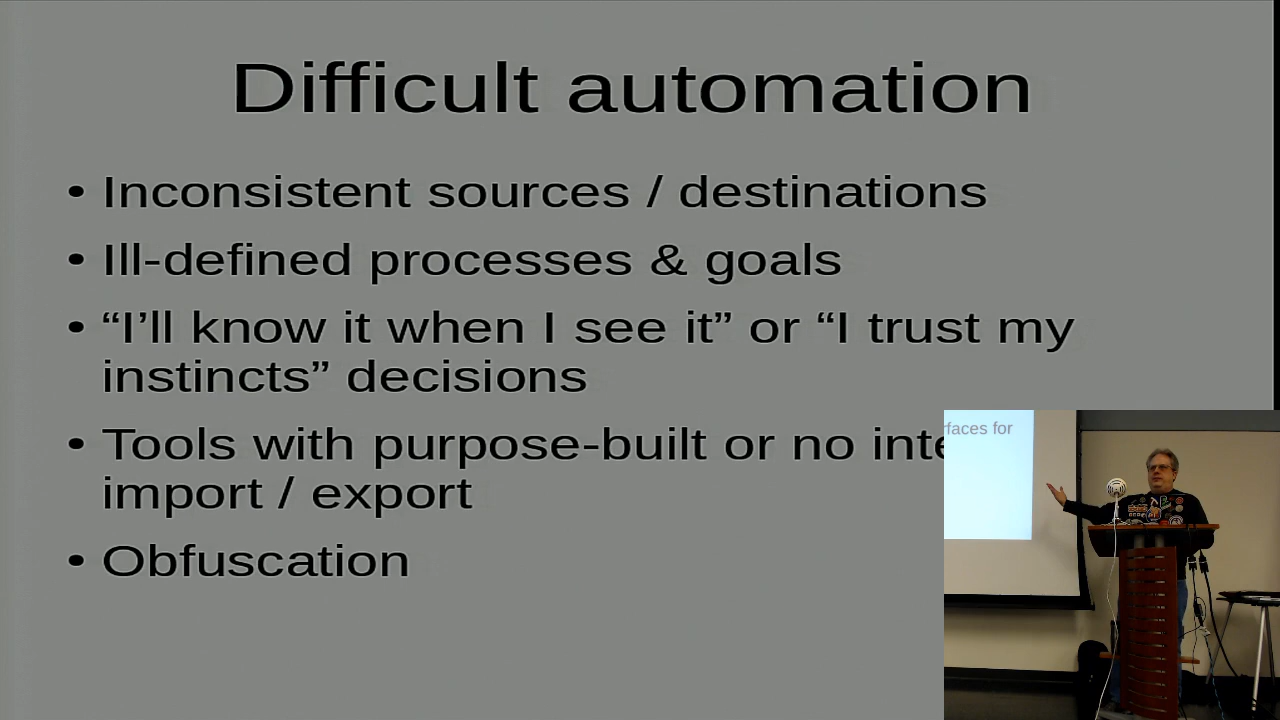 Difficult automation
• Inconsistent sources / destinations
• Ill-defined processes & goals
• “I’ll know it when I see it” or “I trust my
instincts” decisions
• Tools with purpose-built or no inte
rfaces for
import / export
• Obfuscation